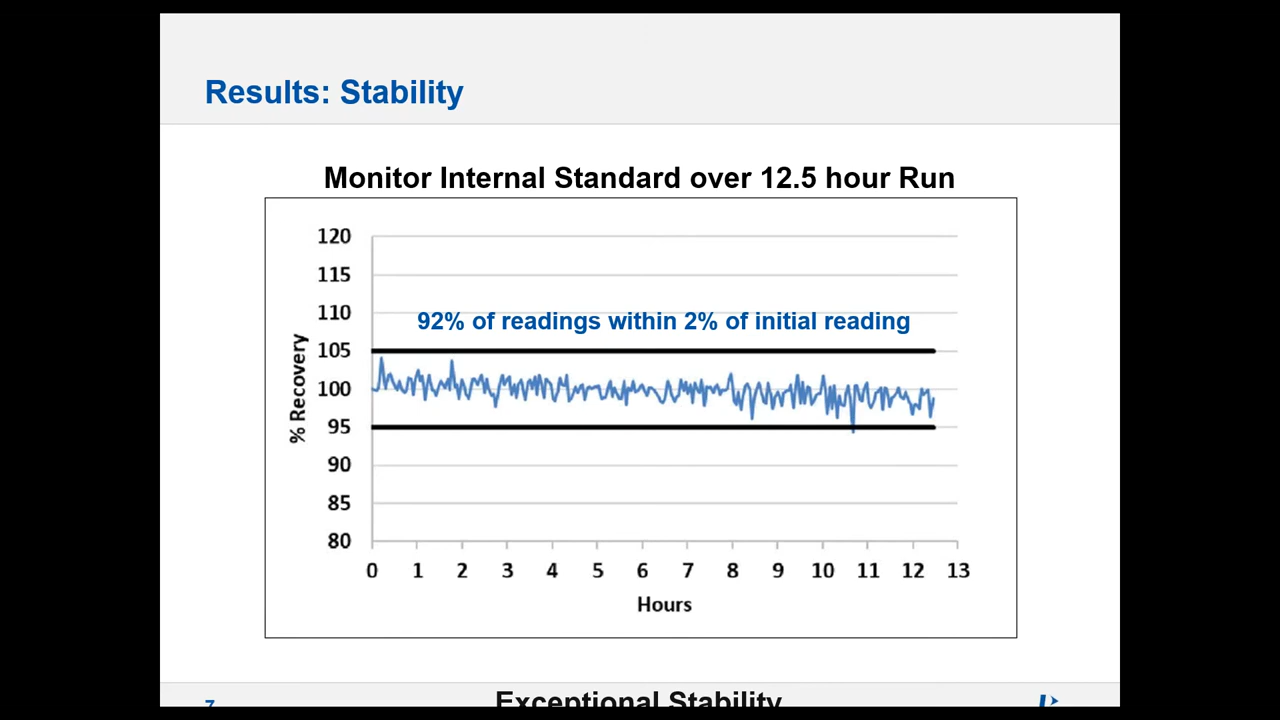 Results: Stability
Monitor Internal Standard over 12.5 hour Run
120
115
110
92% of readings within 2% of initial reading
105
100
95
90
85
80
% Recovery
0 1 2 3 4 5 6 7 8 9 10 11 12 13
Hours
7
Exceptional Stability